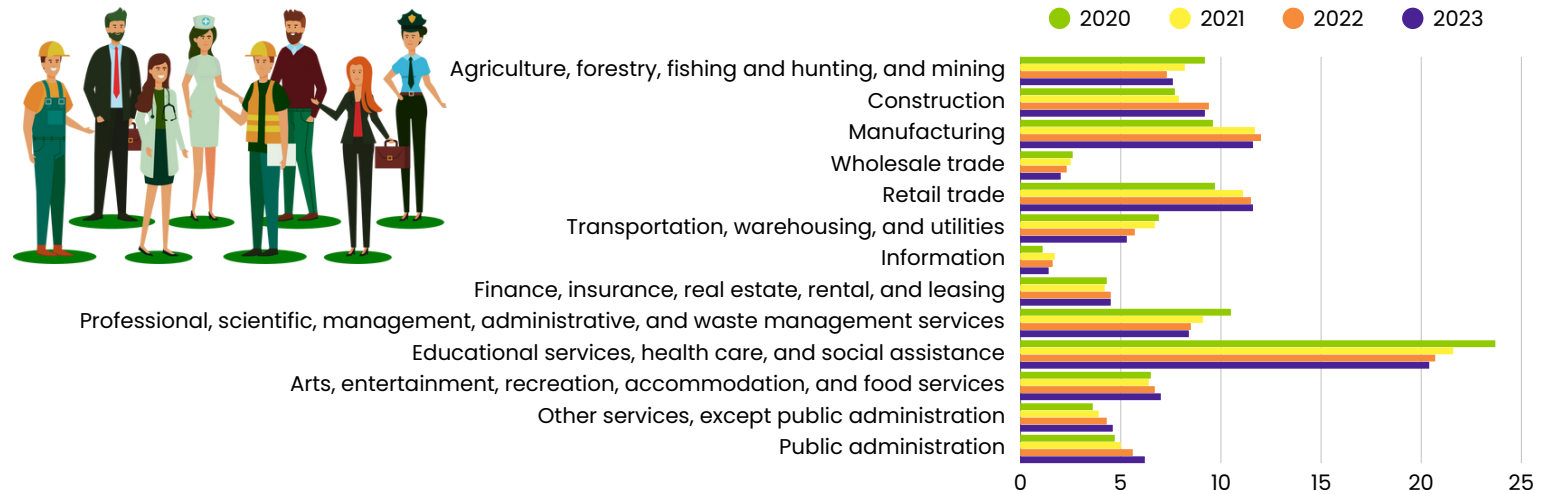 2020 2021 2022 2023
Agriculture, forestry, fishing and hunting, and mining
Construction
Manufacturing
Wholesale trade
Retail trade
Transportation, warehousing, and utilities
Information
Finance, insurance, real estate, rental, and leasing
Professional, scientific, management, administrative, and waste management services
Educational services, health care, and social assistance
Arts, entertainment, recreation, accommodation, and food services
Other services, except public administration
Public administration
0 5 10 15 20 25